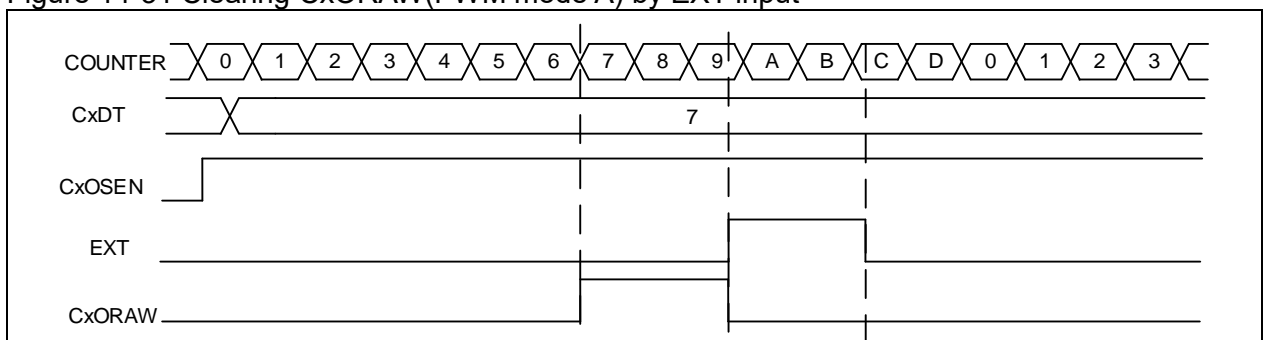 Figure 14-51 Clearing CxORAW(PWM mode A) by EXT input
COUNTER 0 1 2 3 4 5 6 7 8 9 A B C D 0 1 2 3
CxDT 7
CxOSEN
EXT
CxORAW